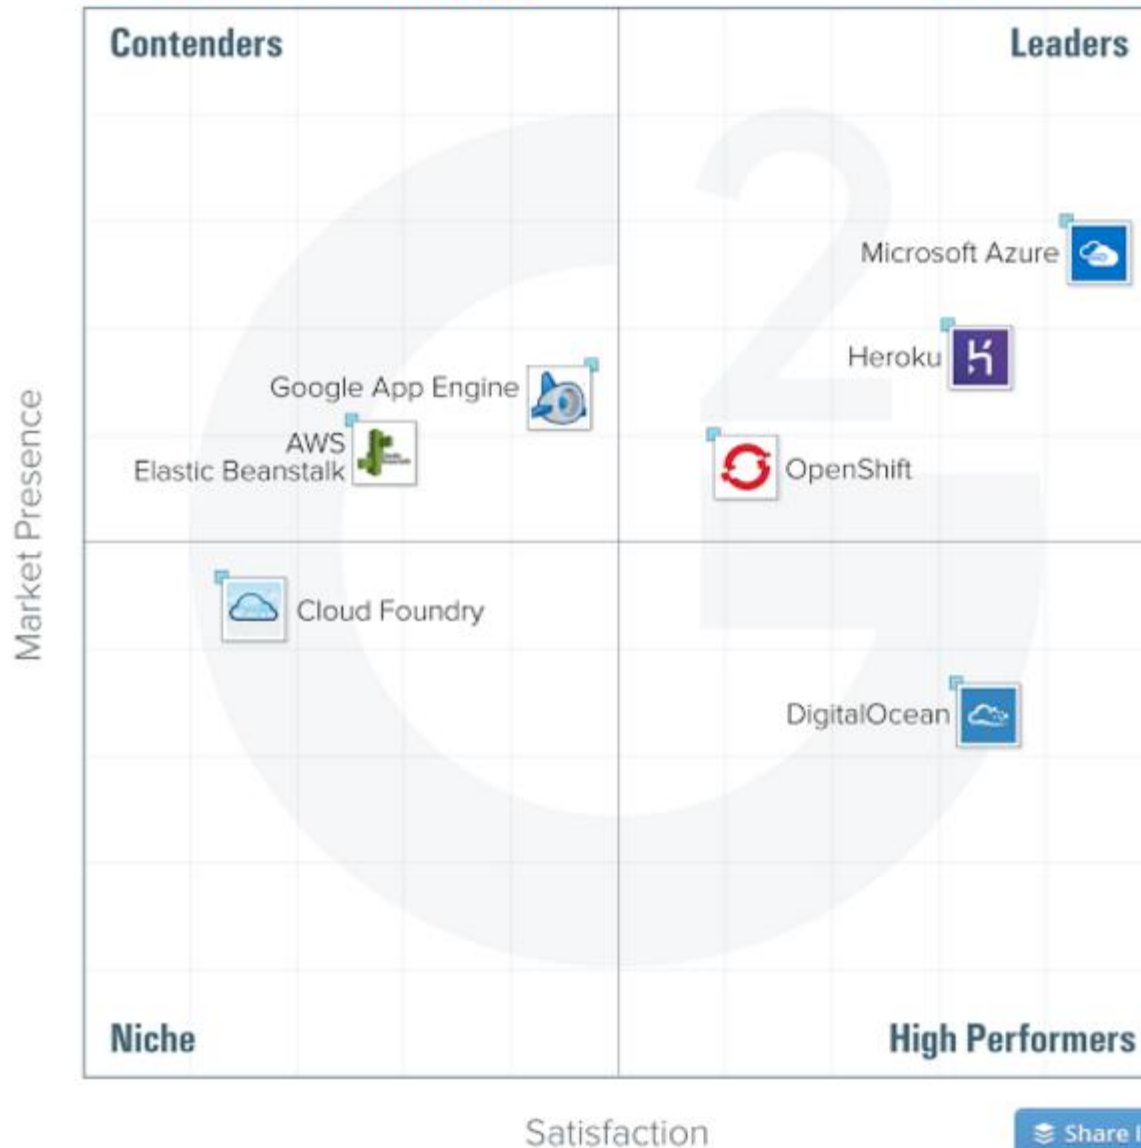 Contenders
Leaders
Microsoft Azure
Heroku
Google App Engine
AWS
Elastic Beanstalk
OpenShift
Market Presence
Cloud Foundry
DigitalOcean
Niche
High Performers
Satisfaction
Share
G2